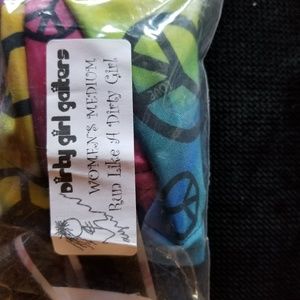 Dirty Girl Gaiters
WOMEN'S MEDIUM
Run Like A Dirty Girl